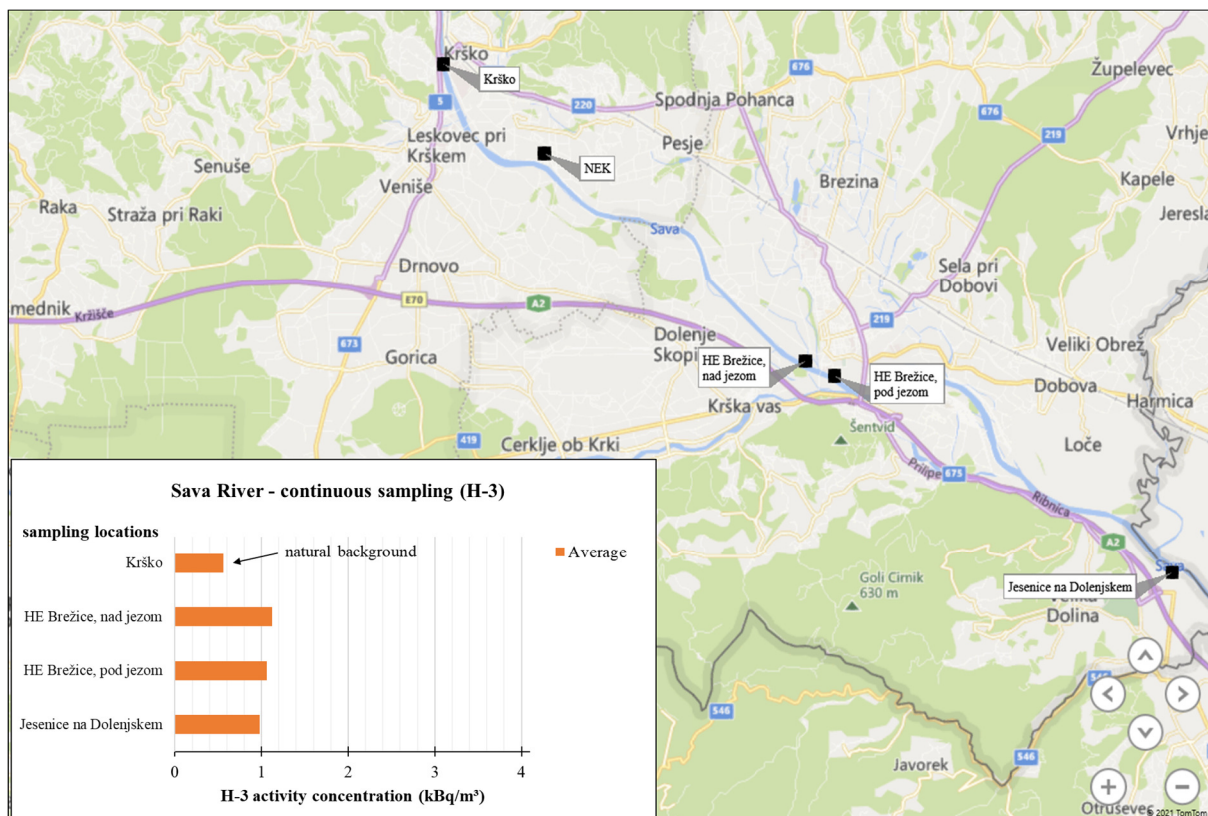 Krško
Krško
Župelevec
676
5
220
Spodnja Pohanca
676
219
Leskovec pri
Krškem
Pesje
Vrhje
Senuše
NEK
Veniše
Brezina
Kapele
Raka
Straža pri Raki
Jeresla
Sava
Drnovo
Sela pri
Dobovi
mednik
Kržišče
E70
A2
219
673
Gorica
Dolenje
Skopi
HE Brežice,
nad jezom
HE Brežice,
pod jezom
Veliki Obrež
Dobova
Harmica
Krška vas
419
Cerklje ob Krki
Šentvid
Loče
Prilipe
675
Ribnica
A2
Sava
Goli Cirnik
630 m
Jesenice na Dolenjskem
Velika
Dolina
546
546
546
Javorek
Otruševec
© 2021 TomTom
Sava River - continuous sampling (H-3)
sampling locations
Krško
natural background
Average
HE Brežice, nad jezom
HE Brežice, pod jezom
Jesenice na Dolenjskem
0 1 2 3 4
H-3 activity concentration (kBq/m³)